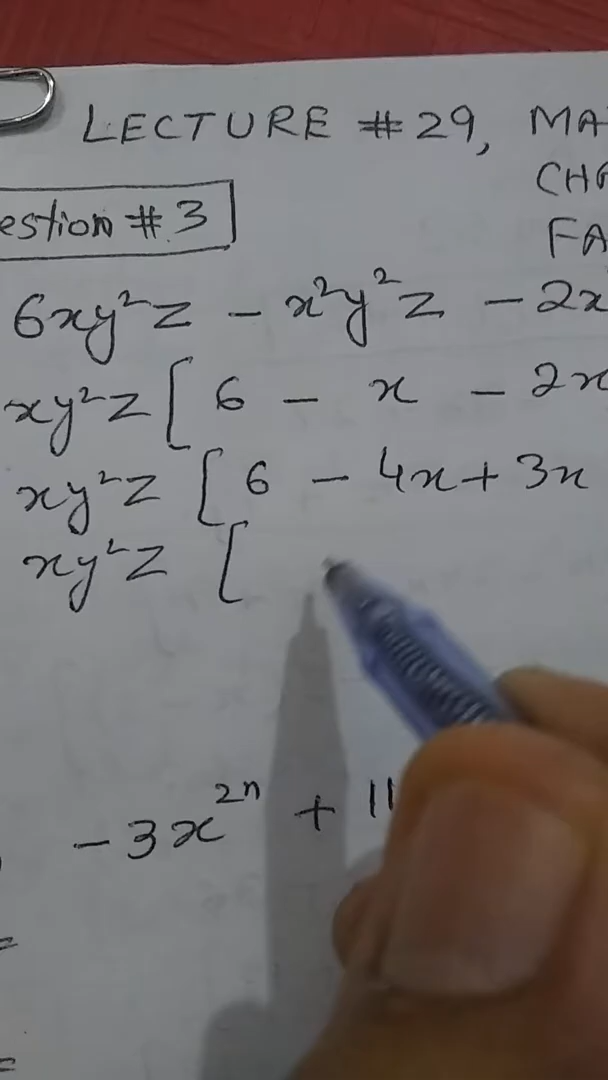 LECTURE #29, MA
CHA
estion #3
FA
6xy²z - x²y²z - 2x
xy²z [ 6 - x - 2x
xy²z [ 6 - 4x + 3x
xy²z [
- 3x²ⁿ + 11
=
=